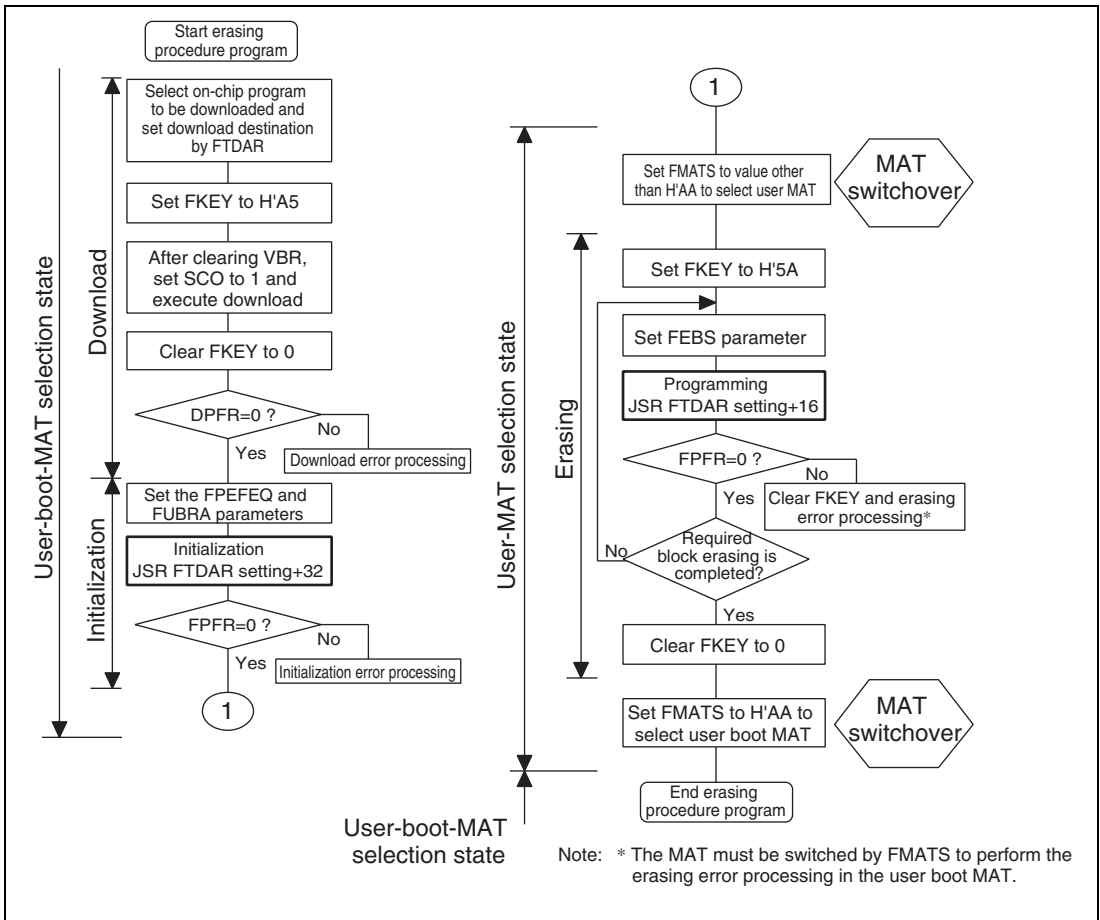 Start erasing
procedure program
User-boot-MAT selection state
Download
Select on-chip program
to be downloaded and
set download destination
by FTDAR
Set FKEY to H'A5
After clearing VBR,
set SCO to 1 and
execute download
Clear FKEY to 0
DPFR=0 ?
No
Yes
Download error processing
Initialization
Set the FPEFEQ and
FUBRA parameters
Initialization
JSR FTDAR setting+32
FPFR=0 ?
No
Yes
Initialization error processing
1
1
User-MAT selection state
Set FMATS to value other
than H'AA to select user MAT
MAT
switchover
Erasing
Set FKEY to H'5A
Set FEBS parameter
Programming
JSR FTDAR setting+16
FPFR=0 ?
No
Yes
Clear FKEY and erasing
error processing*
Required
block erasing is
completed?
No
Yes
Clear FKEY to 0
Set FMATS to H'AA to
select user boot MAT
MAT
switchover
End erasing
procedure program
User-boot-MAT
selection state
Note: * The MAT must be switched by FMATS to perform the
erasing error processing in the user boot MAT.